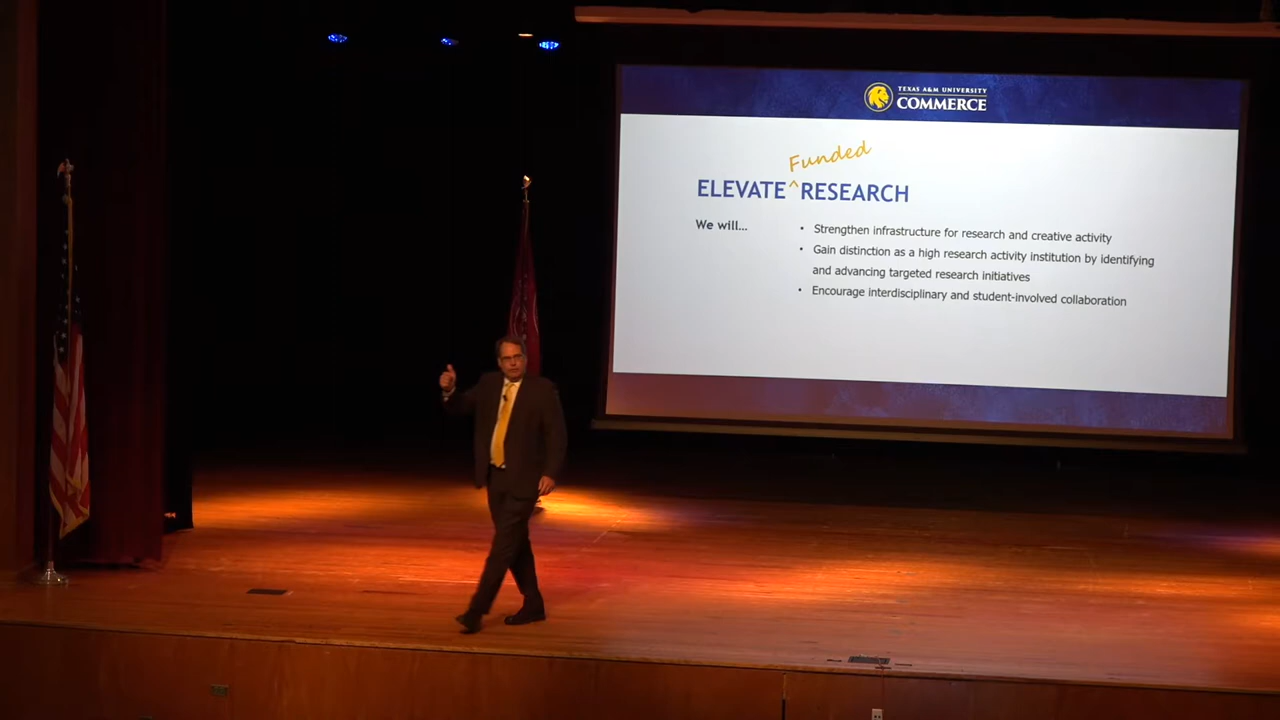 TEXAS A&M UNIVERSITY
COMMERCE
Funded
ELEVATE ^ RESEARCH
We will...
• Strengthen infrastructure for research and creative activity
• Gain distinction as a high research activity institution by identifying
and advancing targeted research initiatives
• Encourage interdisciplinary and student-involved collaboration